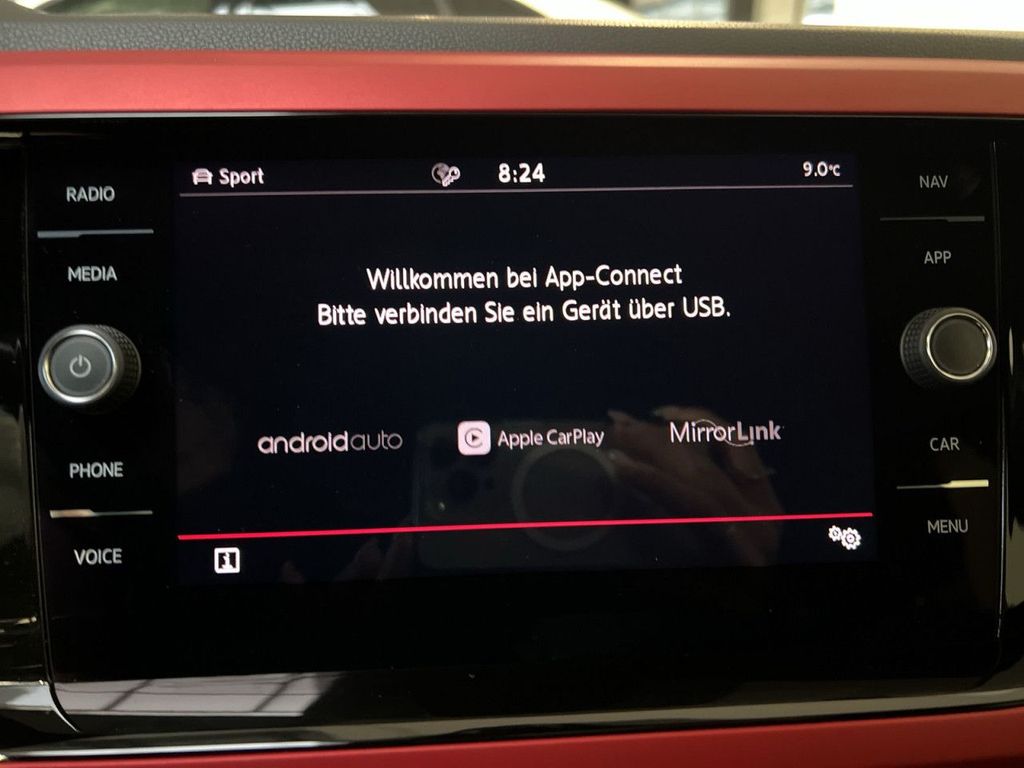 Sport 8:24 9.0°C
RADIO
NAV
MEDIA
APP
Willkommen bei App-Connect
Bitte verbinden Sie ein Gerät über USB.
androidauto Apple CarPlay MirrorLink
PHONE
CAR
VOICE
MENU